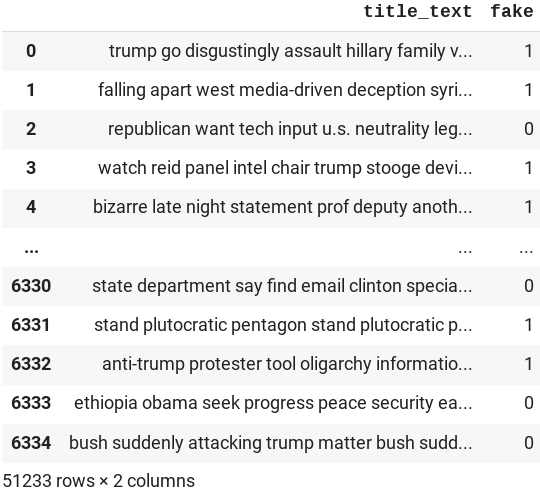 title_text fake
0 trump go disgustingly assault hillary family v... 1
1 falling apart west media-driven deception syri... 1
2 republican want tech input u.s. neutrality leg... 0
3 watch reid panel intel chair trump stooge devi... 1
4 bizarre late night statement prof deputy anoth... 1
... ... ...
6330 state department say find email clinton specia... 0
6331 stand plutocratic pentagon stand plutocratic p... 1
6332 anti-trump protester tool oligarchy informatio... 1
6333 ethiopia obama seek progress peace security ea... 0
6334 bush suddenly attacking trump matter bush sudd... 0
51233 rows × 2 columns